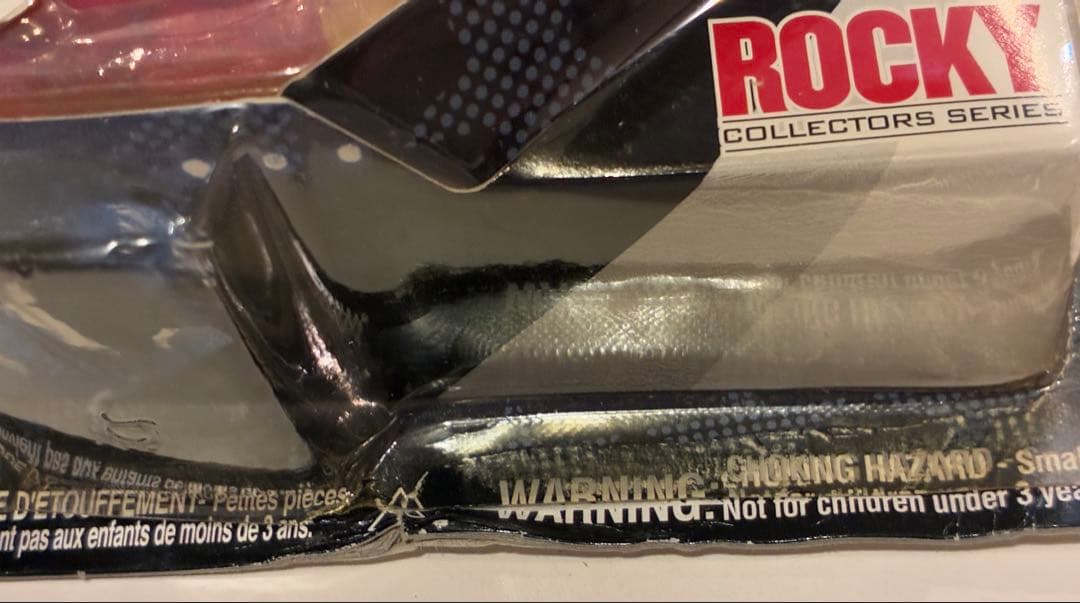 ROCKY
COLLECTORS SERIES
E D'ÉTOUFFEMENT- Petites pièces
nt pas aux enfants de moins de 3 ans.
WARNING: CHOKING HAZARD - Smal
Not for children under 3 yea